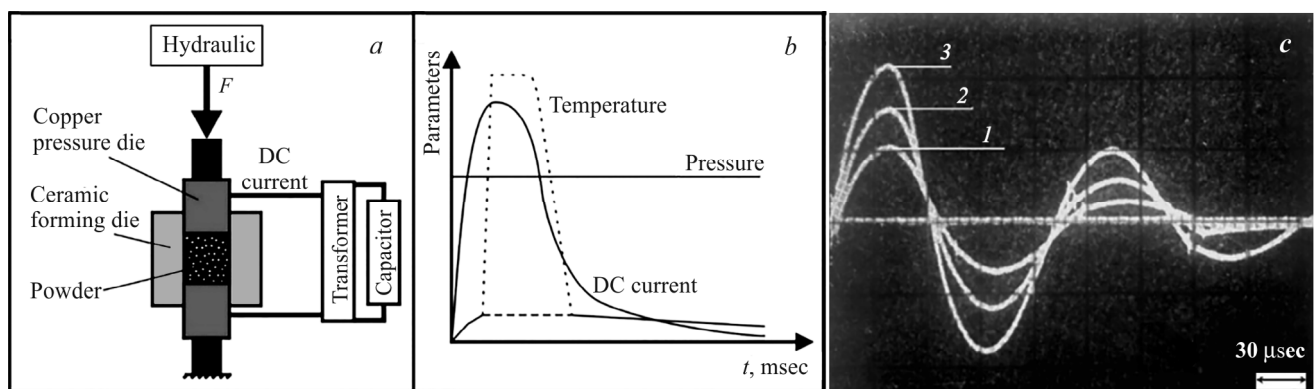 Hydraulic
a
F
Copper
pressure die
DC
current
Ceramic
forming die
Powder
Transformer
Capacitor
b
Parameters
Temperature
Pressure
DC current
t, msec
c
3
2
1
30 μsec